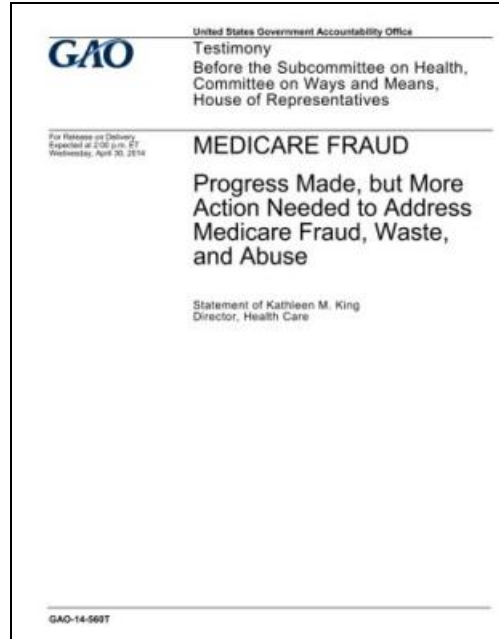 United States Government Accountability Office
GAO
Testimony
Before the Subcommittee on Health,
Committee on Ways and Means,
House of Representatives
For Release on Delivery
Expected at 2:00 p.m. ET
Wednesday, April 30, 2014
MEDICARE FRAUD
Progress Made, but More
Action Needed to Address
Medicare Fraud, Waste,
and Abuse
Statement of Kathleen M. King
Director, Health Care
GAO-14-560T